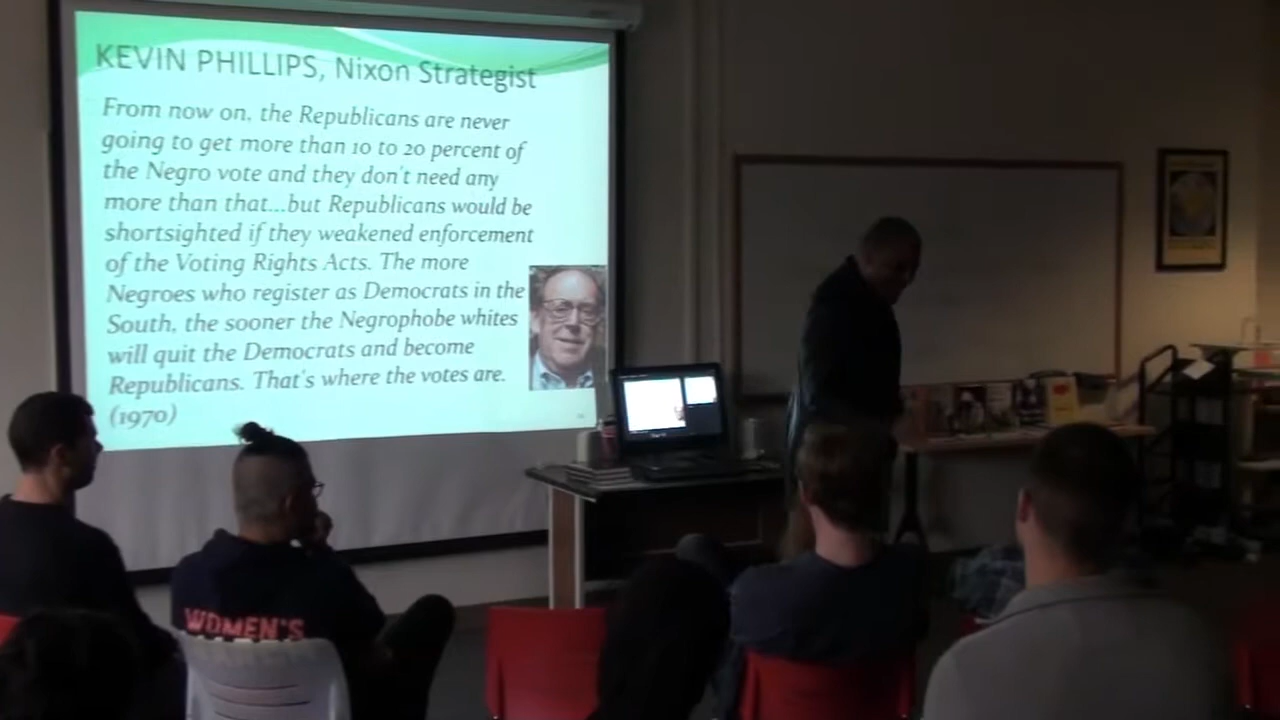 KEVIN PHILLIPS, Nixon Strategist
From now on, the Republicans are never
going to get more than 10 to 20 percent of
the Negro vote and they don't need any
more than that...but Republicans would be
shortsighted if they weakened enforcement
of the Voting Rights Acts. The more
Negroes who register as Democrats in the
South, the sooner the Negrophobe whites
will quit the Democrats and become
Republicans. That's where the votes are.
(1970)
WOMEN'S